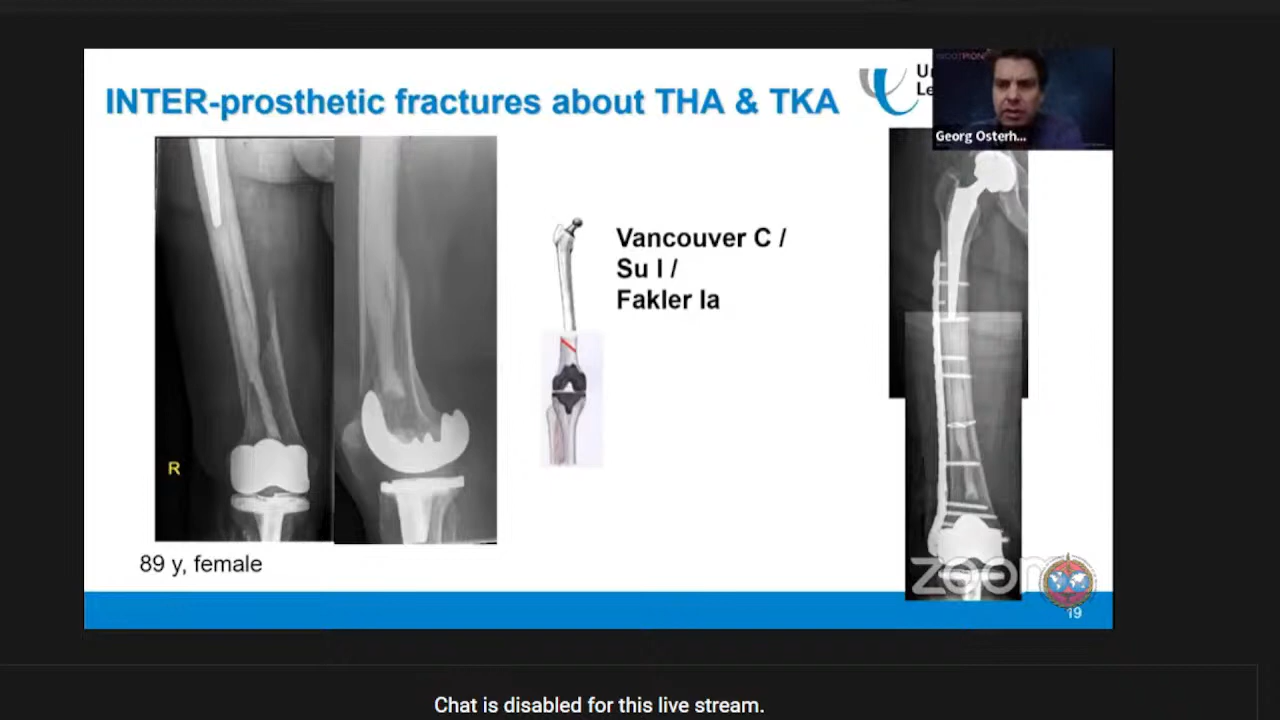 INTER-prosthetic fractures about THA & TKA
Georg Osterh...
Vancouver C /
Su I /
Fakler Ia
R
89 y, female
zoom
19
Chat is disabled for this live stream.